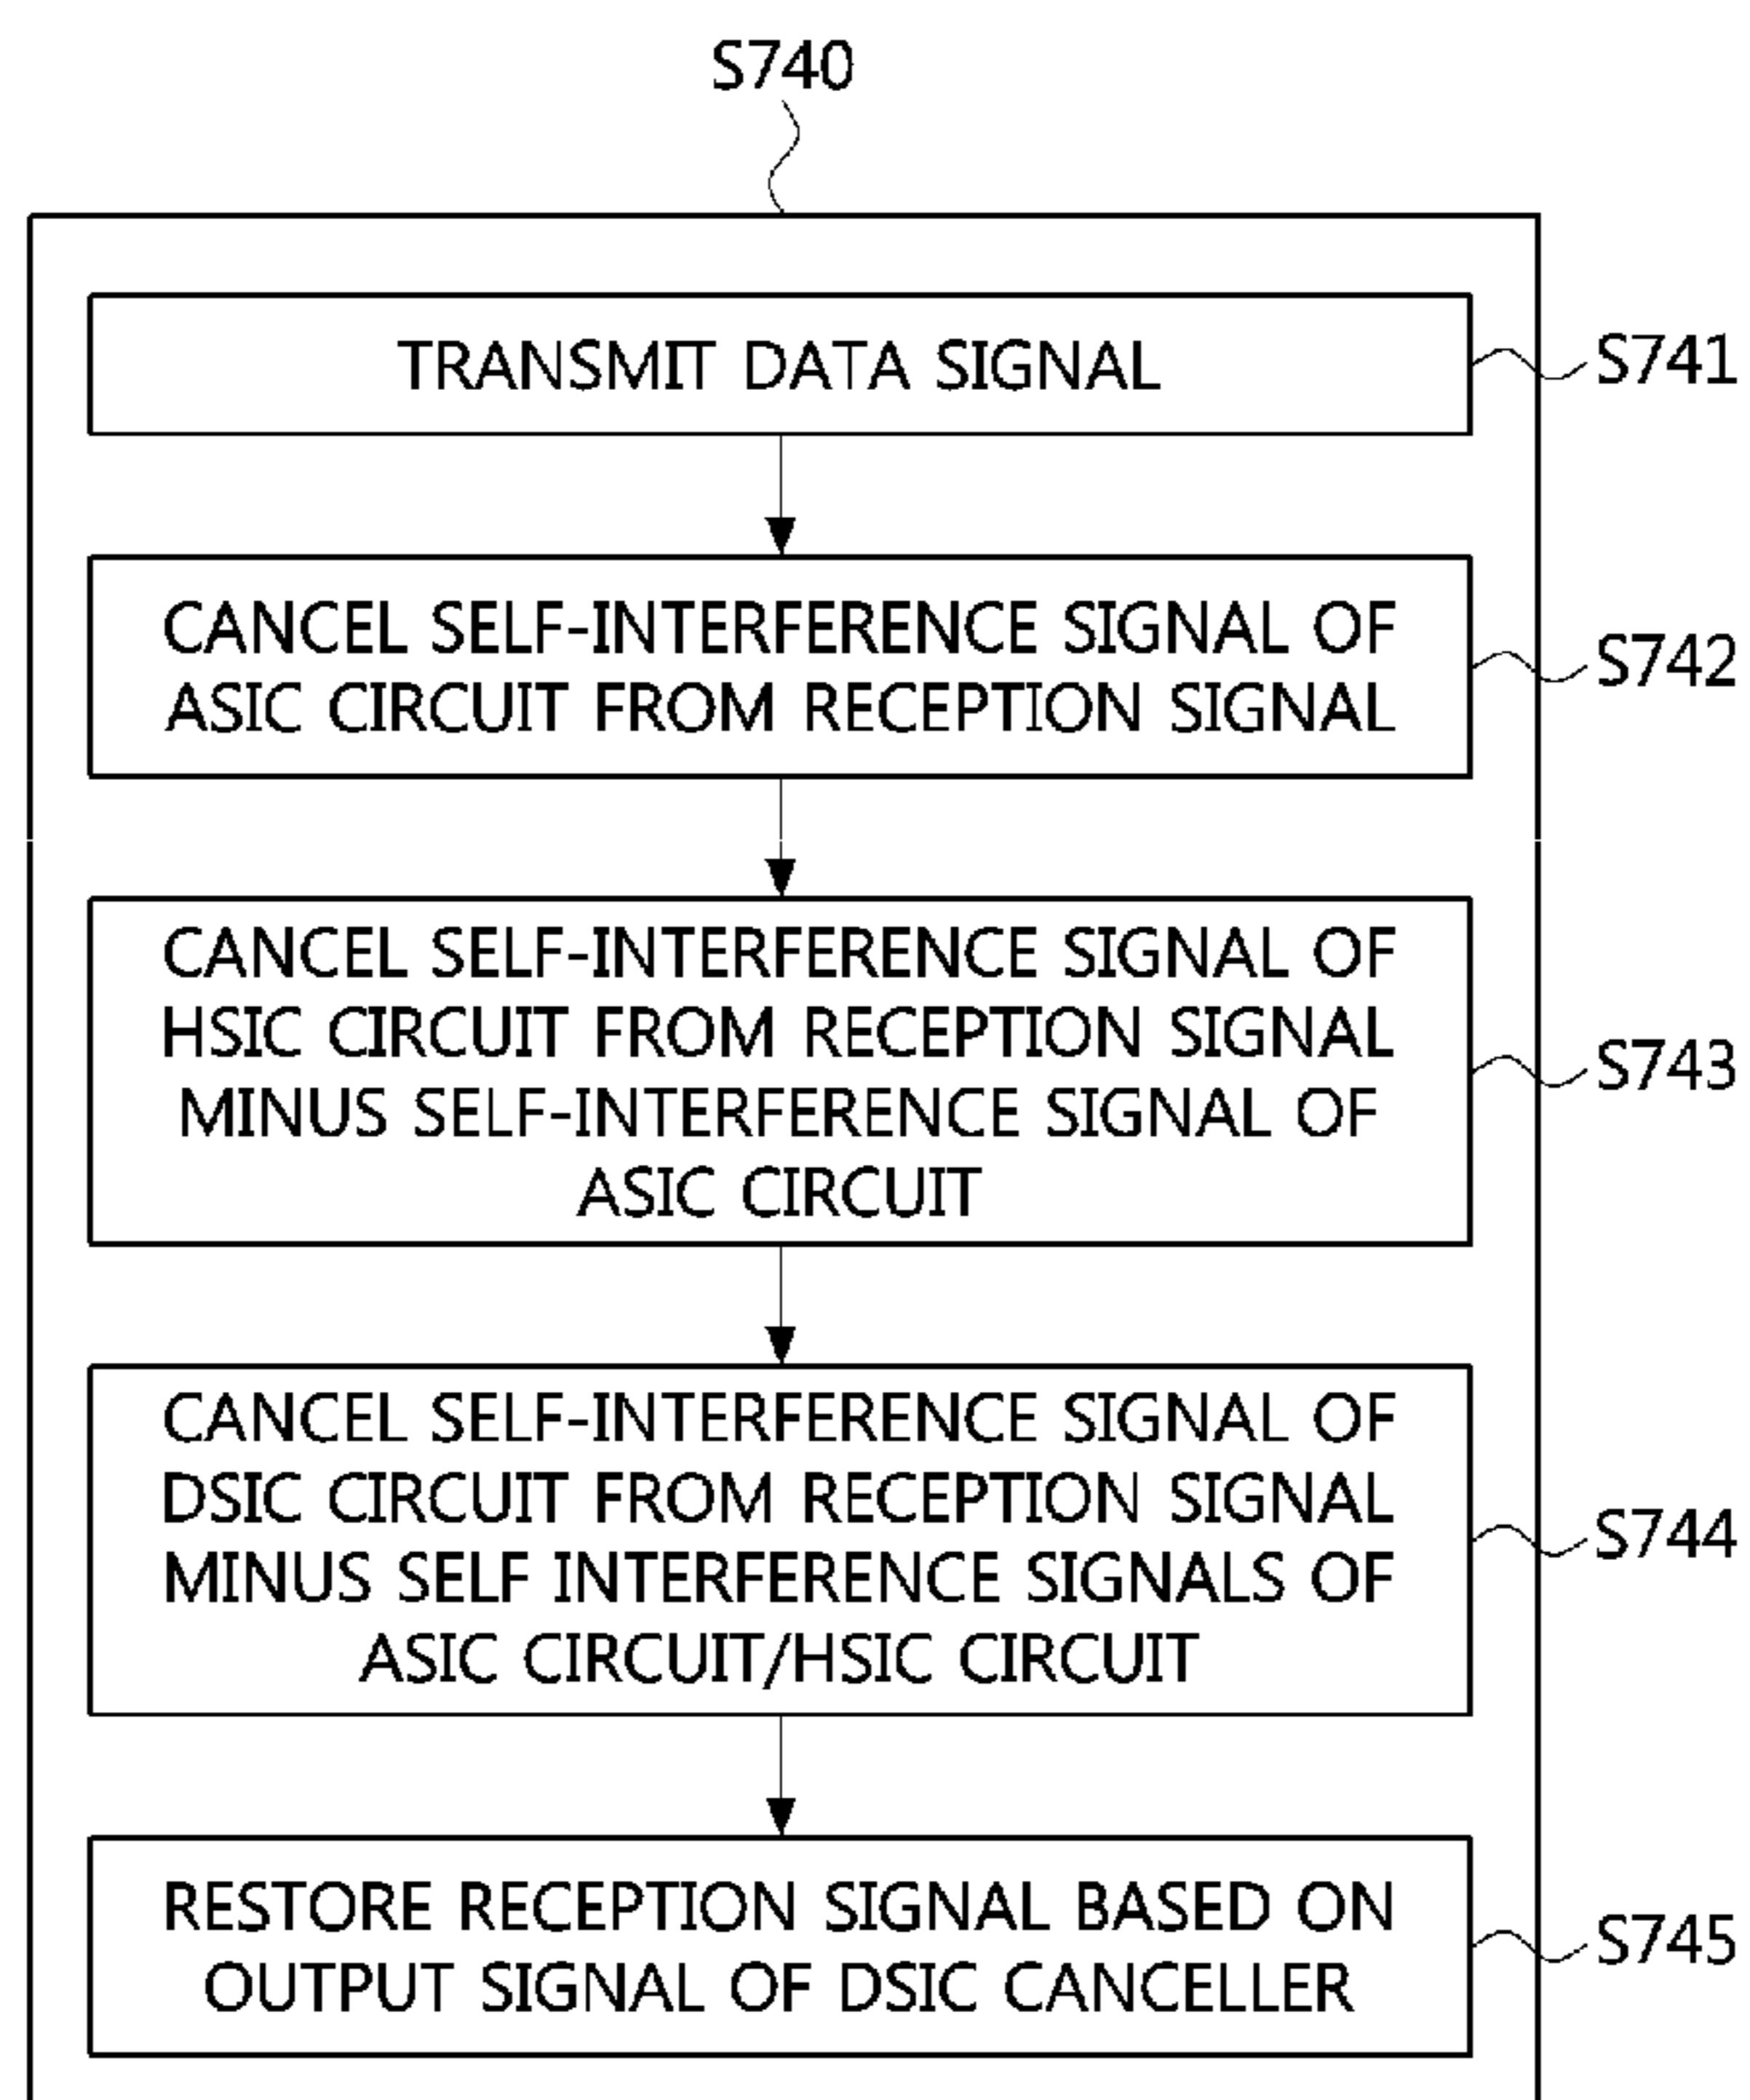 S740
TRANSMIT DATA SIGNAL
S741
CANCEL SELF-INTERFERENCE SIGNAL OF
ASIC CIRCUIT FROM RECEPTION SIGNAL
S742
CANCEL SELF-INTERFERENCE SIGNAL OF
HSIC CIRCUIT FROM RECEPTION SIGNAL
MINUS SELF-INTERFERENCE SIGNAL OF
ASIC CIRCUIT
S743
CANCEL SELF-INTERFERENCE SIGNAL OF
DSIC CIRCUIT FROM RECEPTION SIGNAL
MINUS SELF INTERFERENCE SIGNALS OF
ASIC CIRCUIT/HSIC CIRCUIT
S744
RESTORE RECEPTION SIGNAL BASED ON
OUTPUT SIGNAL OF DSIC CANCELLER
S745